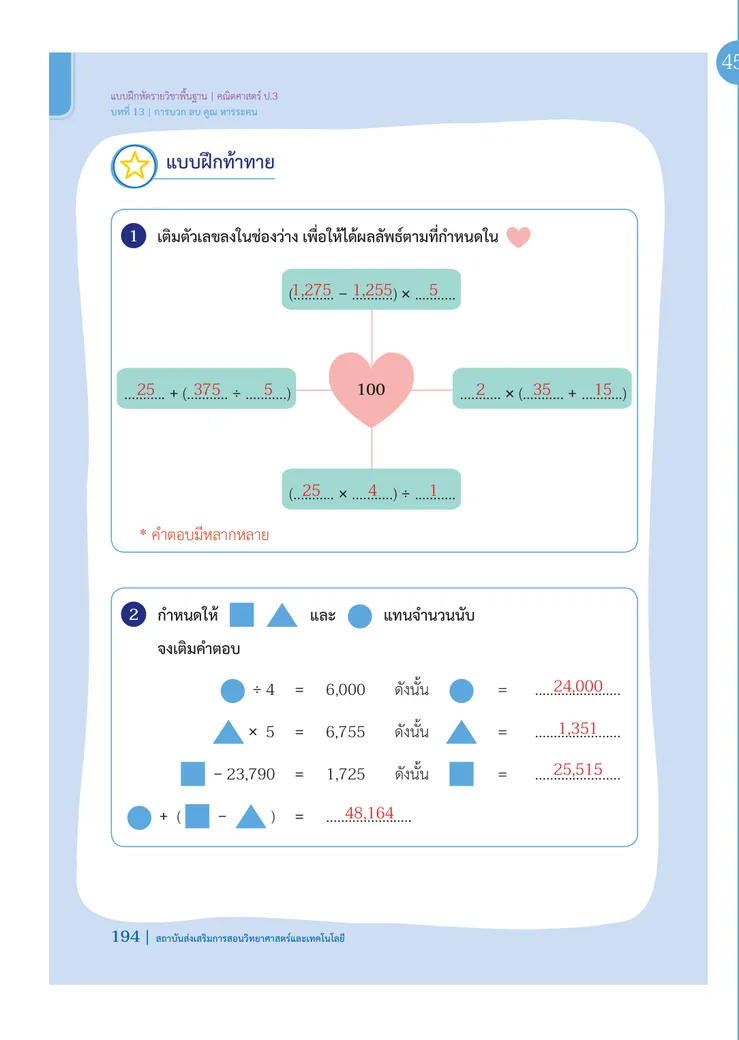 45
แบบฝึกหัดรายวิชาพื้นฐาน | คณิตศาสตร์ ป.3
บทที่ 13 | การบวก ลบ คูณ หารระคน
แบบฝึกท้าทาย
1 เติมตัวเลขลงในช่องว่าง เพื่อให้ได้ผลลัพธ์ตามที่กำหนดใน
(1,275 − 1,255) × 5
25 + (375 ÷ 5)
100
2 × (35 + 15)
(25 × 4) ÷ 1
* คำตอบมีหลากหลาย
2 กำหนดให้ และ แทนจำนวนนับ
จงเติมคำตอบ
÷ 4 = 6,000 ดังนั้น = 24,000
× 5 = 6,755 ดังนั้น = 1,351
− 23,790 = 1,725 ดังนั้น = 25,515
+ ( − ) = 48,164
194 | สถาบันส่งเสริมการสอนวิทยาศาสตร์และเทคโนโลยี